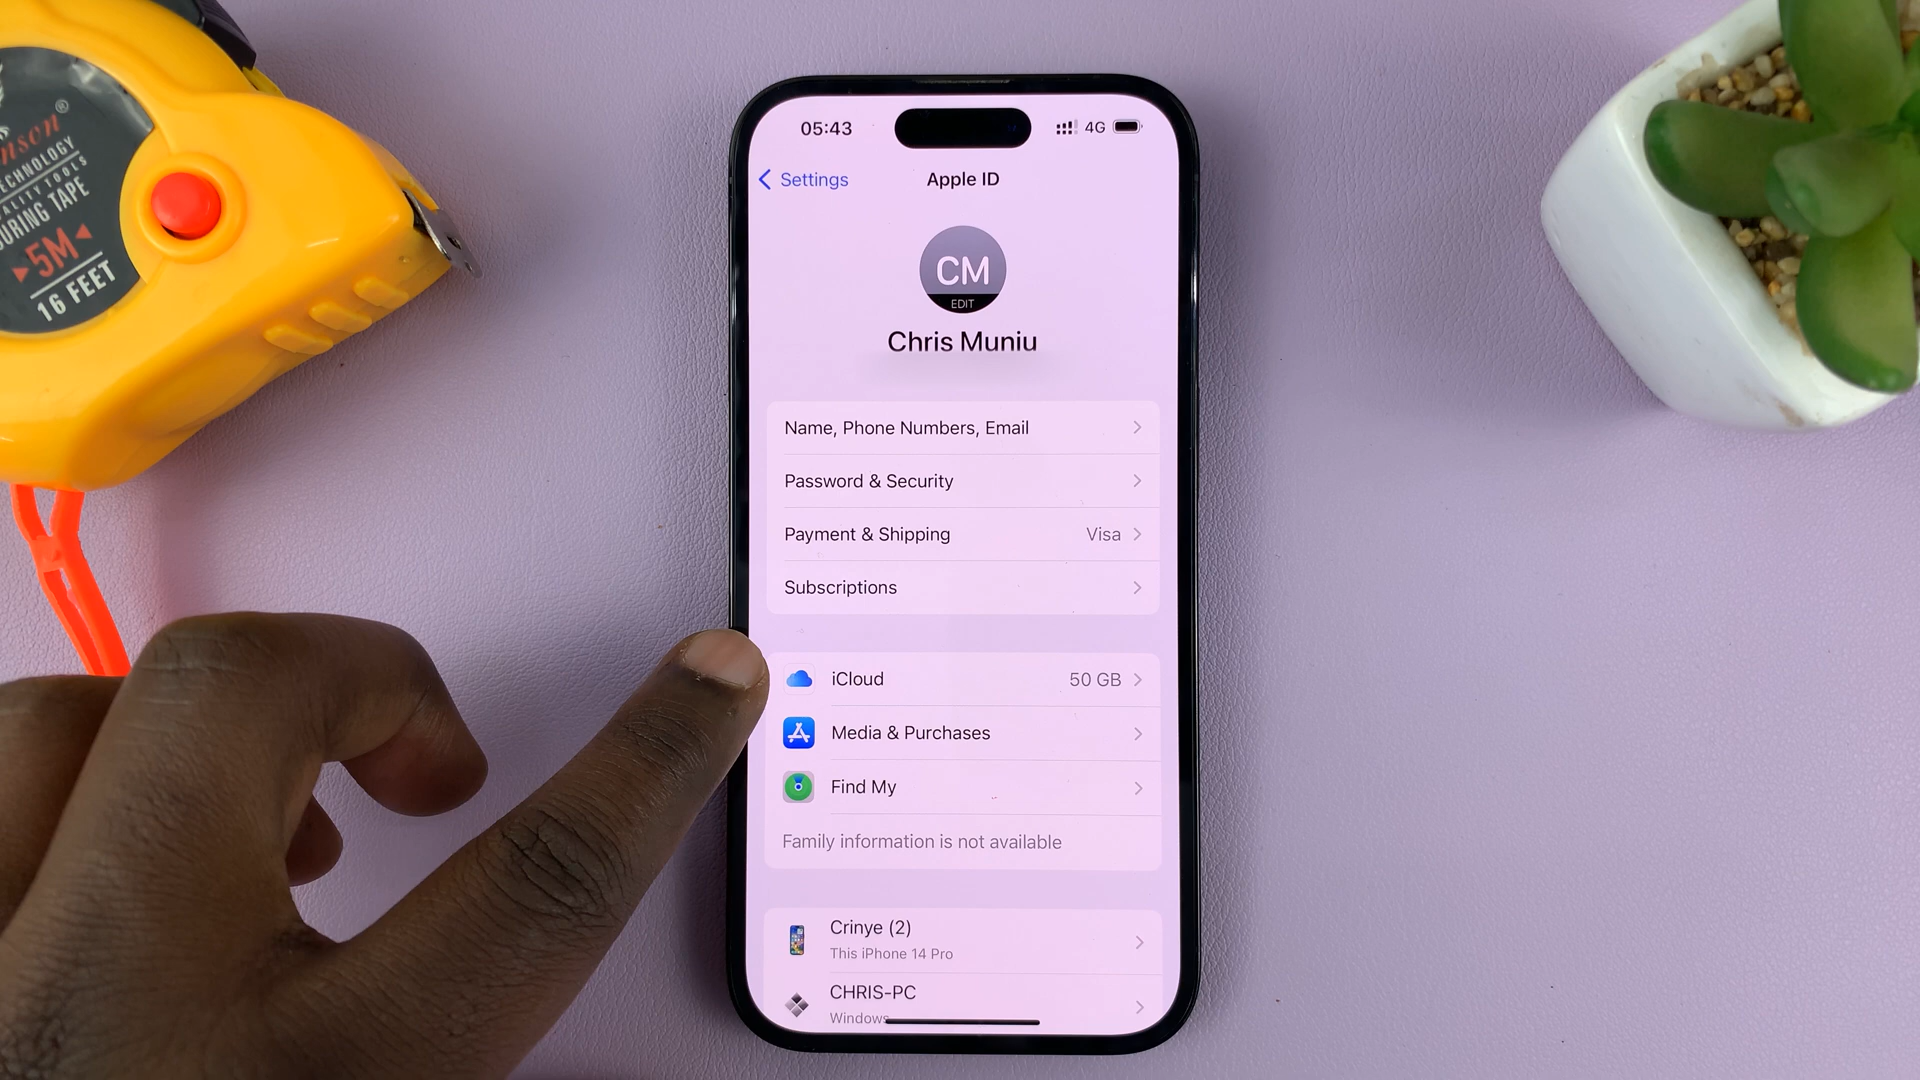 TECHNOLOGY
QUALITY TOOLS
5M
16 FEET
05:43
4G
Settings
Apple ID
CM
EDIT
Chris Muniu
Name, Phone Numbers, Email
Password & Security
Payment & Shipping Visa
Subscriptions
iCloud 50 GB
Media & Purchases
Find My
Family information is not available
Crinye (2)
This iPhone 14 Pro
CHRIS-PC
Windows